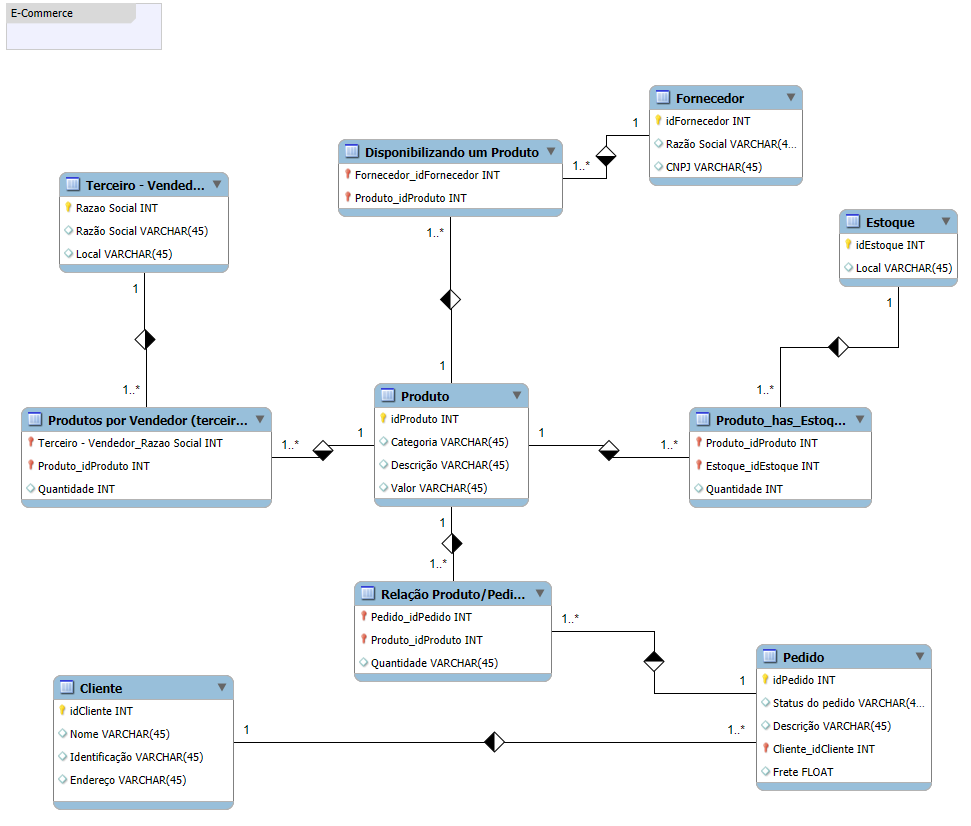 E-Commerce
Fornecedor
idFornecedor INT
Razão Social VARCHAR(4...
CNPJ VARCHAR(45)
1
1..*
Disponibilizando um Produto
Fornecedor_idFornecedor INT
Produto_idProduto INT
1..*
1
Terceiro - Vended...
Razao Social INT
Razão Social VARCHAR(45)
Local VARCHAR(45)
1
1..*
Estoque
idEstoque INT
Local VARCHAR(45)
1
1..*
Produtos por Vendedor (terceir...
Terceiro - Vendedor_Razao Social INT
Produto_idProduto INT
Quantidade INT
1..*
1
Produto
idProduto INT
Categoria VARCHAR(45)
Descrição VARCHAR(45)
Valor VARCHAR(45)
1
1..*
Produto_has_Estoq...
Produto_idProduto INT
Estoque_idEstoque INT
Quantidade INT
1
1..*
Relação Produto/Pedi...
Pedido_idPedido INT
Produto_idProduto INT
Quantidade VARCHAR(45)
1..*
1
Pedido
idPedido INT
Status do pedido VARCHAR(4...
Descrição VARCHAR(45)
Cliente_idCliente INT
Frete FLOAT
Cliente
idCliente INT
Nome VARCHAR(45)
Identificação VARCHAR(45)
Endereço VARCHAR(45)
1
1..*